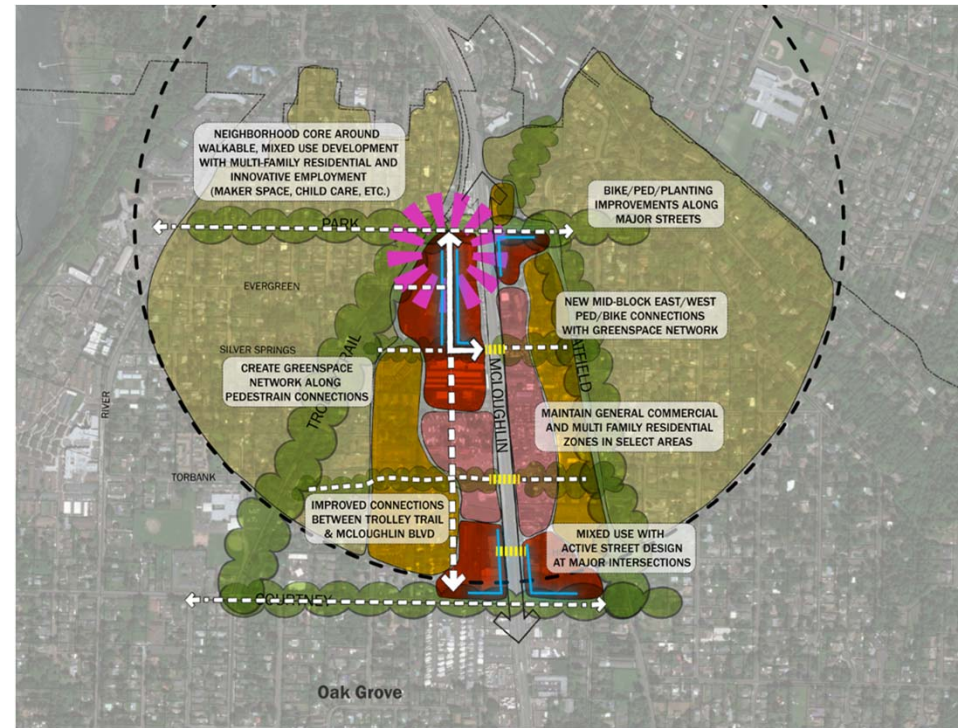 NEIGHBORHOOD CORE AROUND
WALKABLE, MIXED USE DEVELOPMENT
WITH MULTI-FAMILY RESIDENTIAL AND
INNOVATIVE EMPLOYMENT
(MAKER SPACE, CHILD CARE, ETC.)
BIKE/PED/PLANTING
IMPROVEMENTS ALONG
MAJOR STREETS
PARK
EVERGREEN
NEW MID-BLOCK EAST/WEST
PED/BIKE CONNECTIONS
WITH GREENSPACE NETWORK
SILVER SPRINGS
CREATE GREENSPACE
NETWORK ALONG
PEDESTRAIN CONNECTIONS
RIVER
MCLOUGHLIN
MAINTAIN GENERAL COMMERCIAL
AND MULTI FAMILY RESIDENTIAL
ZONES IN SELECT AREAS
TORBANK
IMPROVED CONNECTIONS
BETWEEN TROLLEY TRAIL
& MCLOUGHLIN BLVD
MIXED USE WITH
ACTIVE STREET DESIGN
AT MAJOR INTERSECTIONS
COURTNEY
Oak Grove